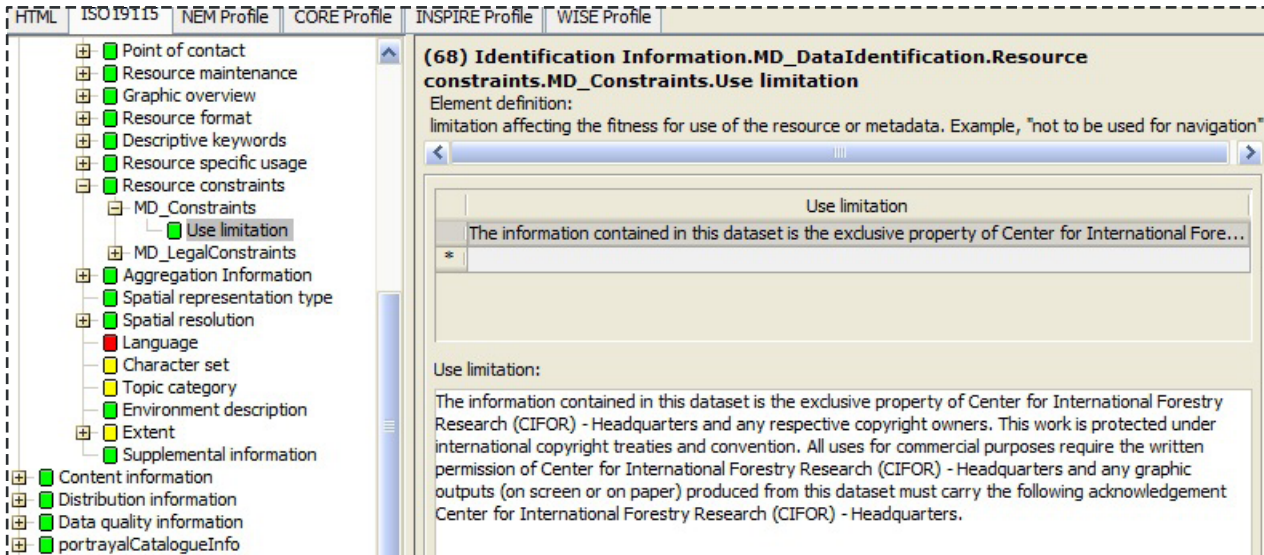 HTML ISO19115 NEM Profile CORE Profile INSPIRE Profile WISE Profile
Point of contact
Resource maintenance
Graphic overview
Resource format
Descriptive keywords
Resource specific usage
Resource constraints
MD_Constraints
Use limitation
MD_LegalConstraints
Aggregation Information
Spatial representation type
Spatial resolution
Language
Character set
Topic category
Environment description
Extent
Supplemental information
Content information
Distribution information
Data quality information
portrayalCatalogueInfo
(68) Identification Information.MD_DataIdentification.Resource
constraints.MD_Constraints.Use limitation
Element definition:
limitation affecting the fitness for use of the resource or metadata. Example, "not to be used for navigation"
Use limitation
The information contained in this dataset is the exclusive property of Center for International Fore...
*
Use limitation:
The information contained in this dataset is the exclusive property of Center for International Forestry
Research (CIFOR) - Headquarters and any respective copyright owners. This work is protected under
international copyright treaties and convention. All uses for commercial purposes require the written
permission of Center for International Forestry Research (CIFOR) - Headquarters and any graphic
outputs (on screen or on paper) produced from this dataset must carry the following acknowledgement
Center for International Forestry Research (CIFOR) - Headquarters.